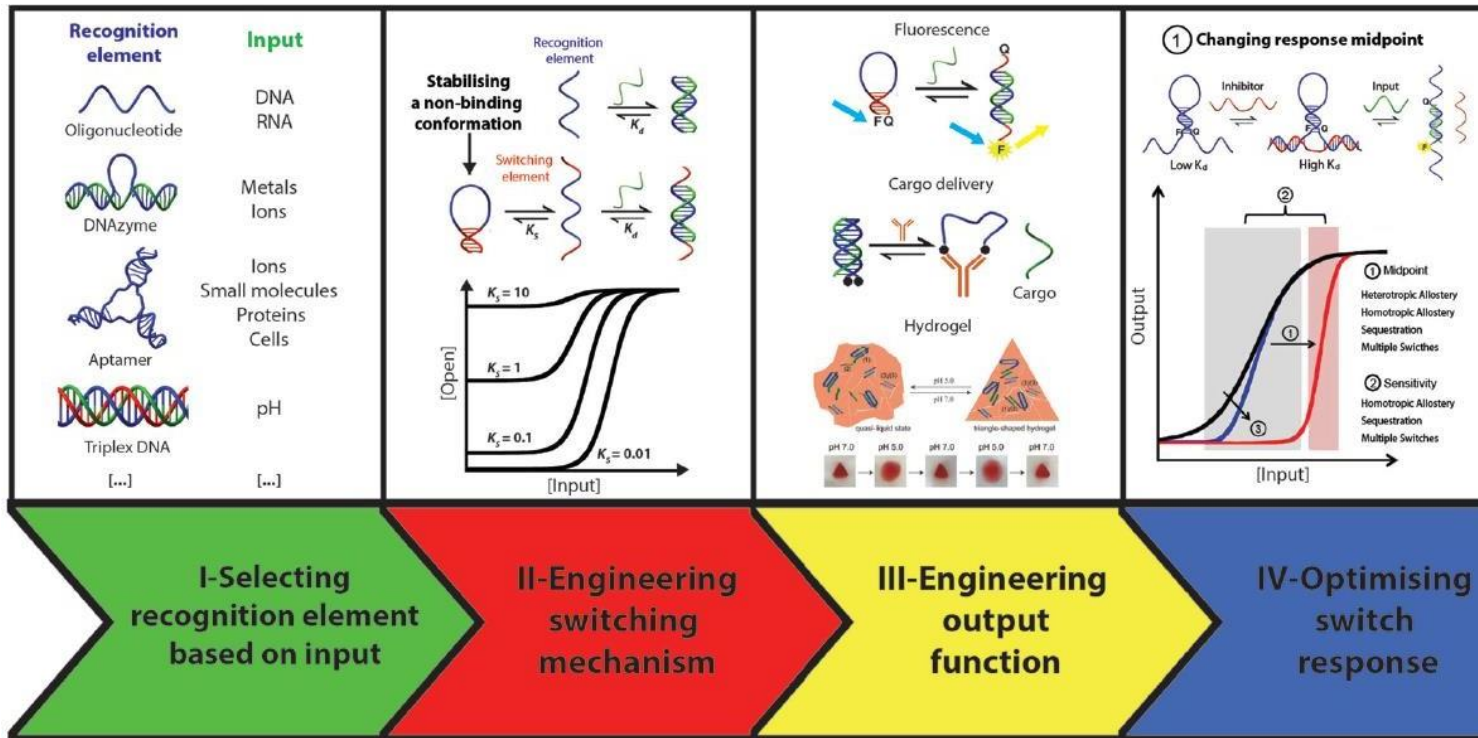 Recognition
element
Input
Oligonucleotide
DNA
RNA
DNAzyme
Metals
Ions
Aptamer
Ions
Small molecules
Proteins
Cells
Triplex DNA
pH
[...]
[...]
Stabilising
a non-binding
conformation
Recognition
element
Kd
Switching element
Ks
Kd
Ks = 10
Ks = 1
Ks = 0.1
Ks = 0.01
[Open]
[Input]
Fluorescence
Q
F Q
F
Cargo delivery
Cargo
Hydrogel
pH 5.0
pH 7.0
quasi-liquid state
triangle-shaped hydrogel
pH 7.0 pH 5.0 pH 7.0 pH 5.0 pH 7.0
① Changing response midpoint
Inhibitor
Input
Q
F Q
F Q
F
Low Kd
High Kd
②
①
③
Output
[Input]
① Midpoint
Heterotropic Allostery
Homotropic Allostery
Sequestration
Multiple Swicthes
② Sensitivity
Homotropic Allostery
Sequestration
Multiple Switches
I-Selecting
recognition element
based on input
II-Engineering
switching
mechanism
III-Engineering
output
function
IV-Optimising
switch
response